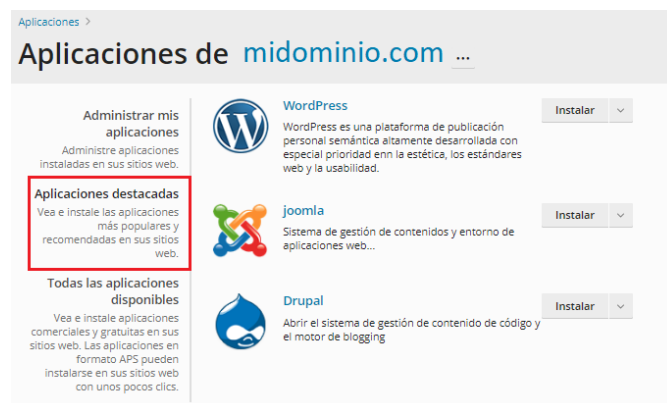 Aplicaciones >
Aplicaciones de midominio.com ...
Administrar mis
aplicaciones
Administre aplicaciones
instaladas en sus sitios web.
Aplicaciones destacadas
Vea e instale las aplicaciones
más populares y
recomendadas en sus sitios
web.
Todas las aplicaciones
disponibles
Vea e instale aplicaciones
comerciales y gratuitas en sus
sitios web. Las aplicaciones en
formato APS pueden
instalarse en sus sitios web
con unos pocos clics.
WordPress
WordPress es una plataforma de publicación
personal semántica altamente desarrollada con
especial prioridad enn la estética, los estándares
web y la usabilidad.
Instalar
joomla
Sistema de gestión de contenidos y entorno de
aplicaciones web...
Instalar
Drupal
Abrir el sistema de gestión de contenido de código y
el motor de blogging
Instalar